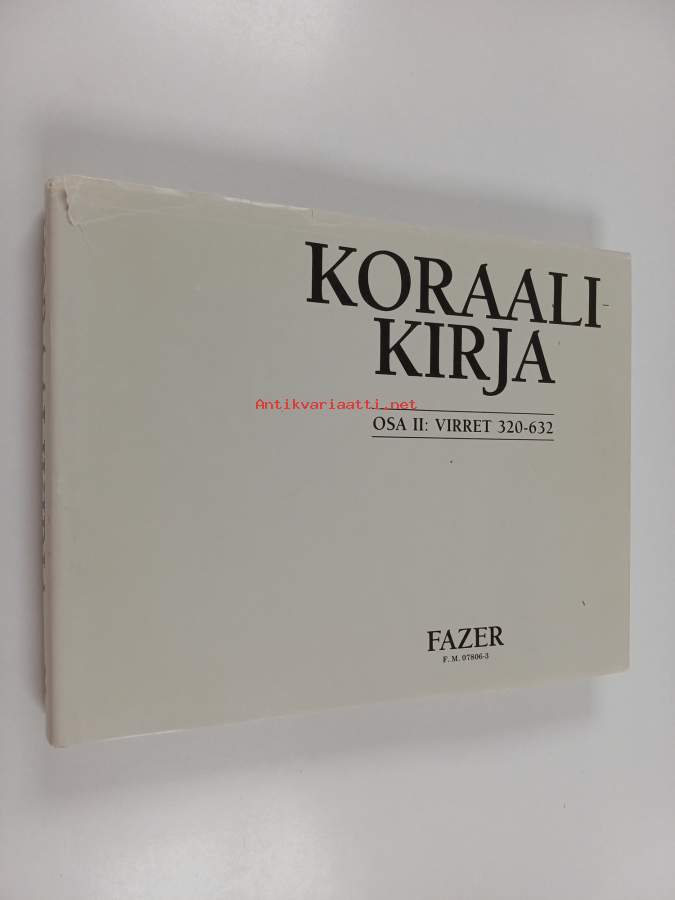 KORAALI-
KIRJA
Antikvariaatti.net
OSA II: VIRRET 320-632
FAZER
F. M. 07806-3